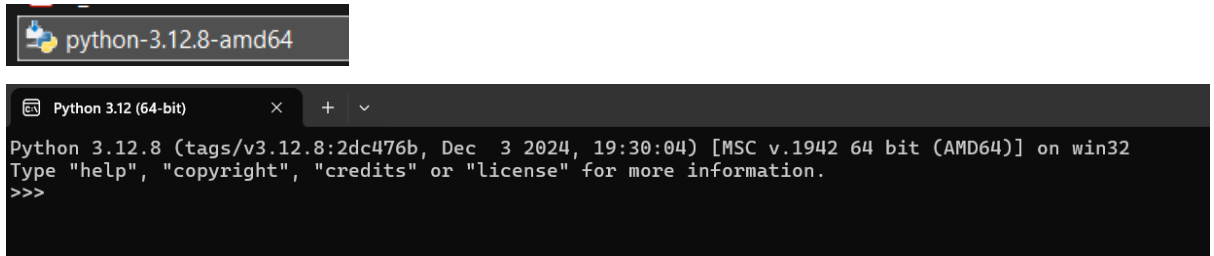 python-3.12.8-amd64
Python 3.12 (64-bit)
Python 3.12.8 (tags/v3.12.8:2dc476b, Dec  3 2024, 19:30:04) [MSC v.1942 64 bit (AMD64)] on win32
Type "help", "copyright", "credits" or "license" for more information.
>>>